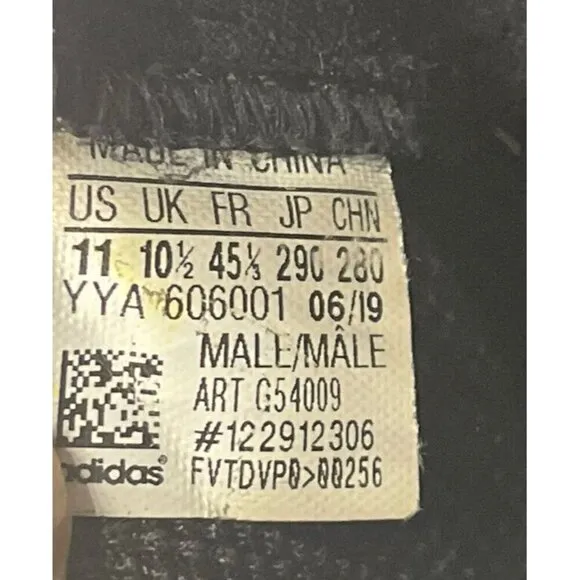 MADE IN CHINA
US UK FR JP CHN
11 10½ 45⅓ 290 280
YYA 606001 06/19
MALE/MÂLE
ART G54009
#122912306
adidas® FVTDVP0>00256